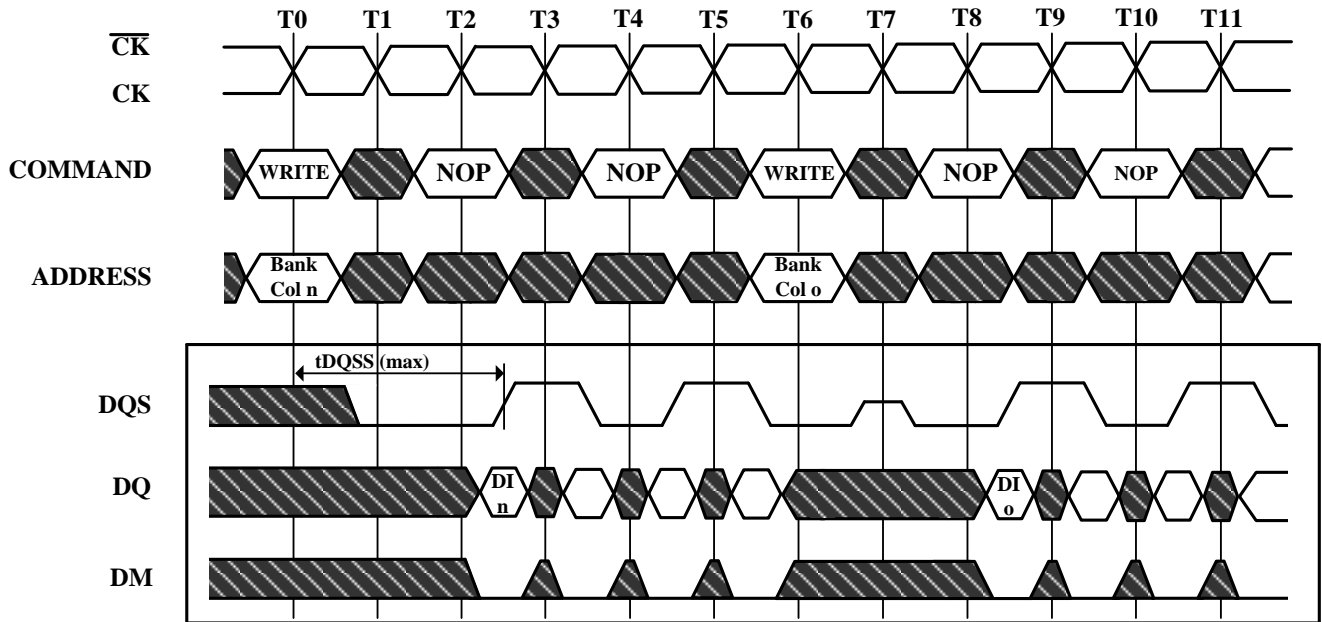 T0 T1 T2 T3 T4 T5 T6 T7 T8 T9 T10 T11
CK
CK
COMMAND WRITE NOP NOP WRITE NOP NOP
ADDRESS
Bank
Col n
Bank
Col o
tDQSS (max)
DQS
DQ
DI
n
DI
o
DM